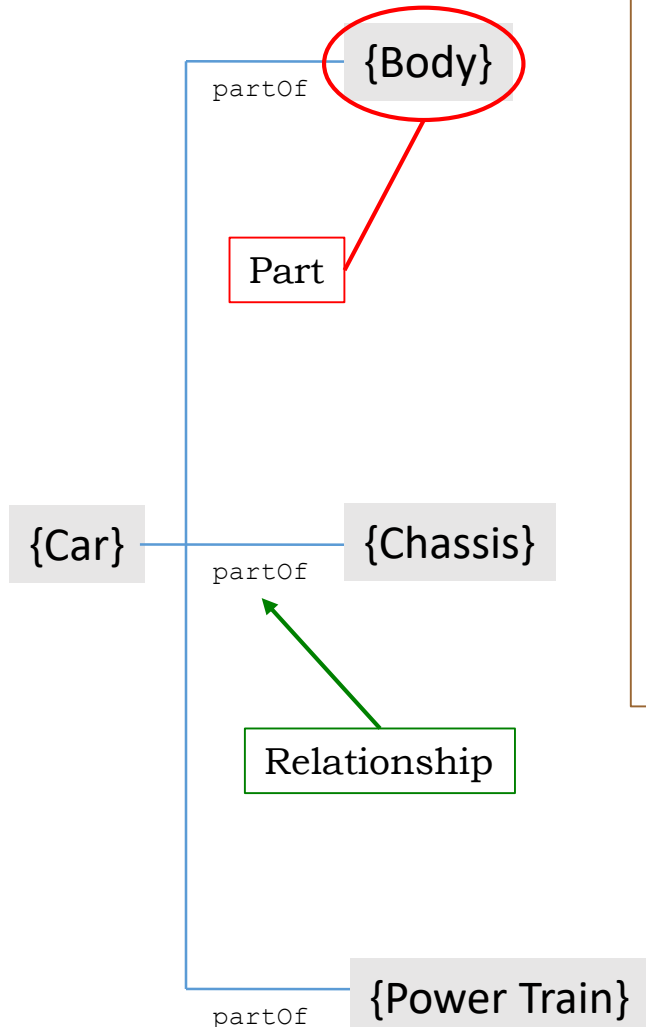 {Body}
partOf
Part
{Car}
{Chassis}
partOf
Relationship
{Power Train}
partOf